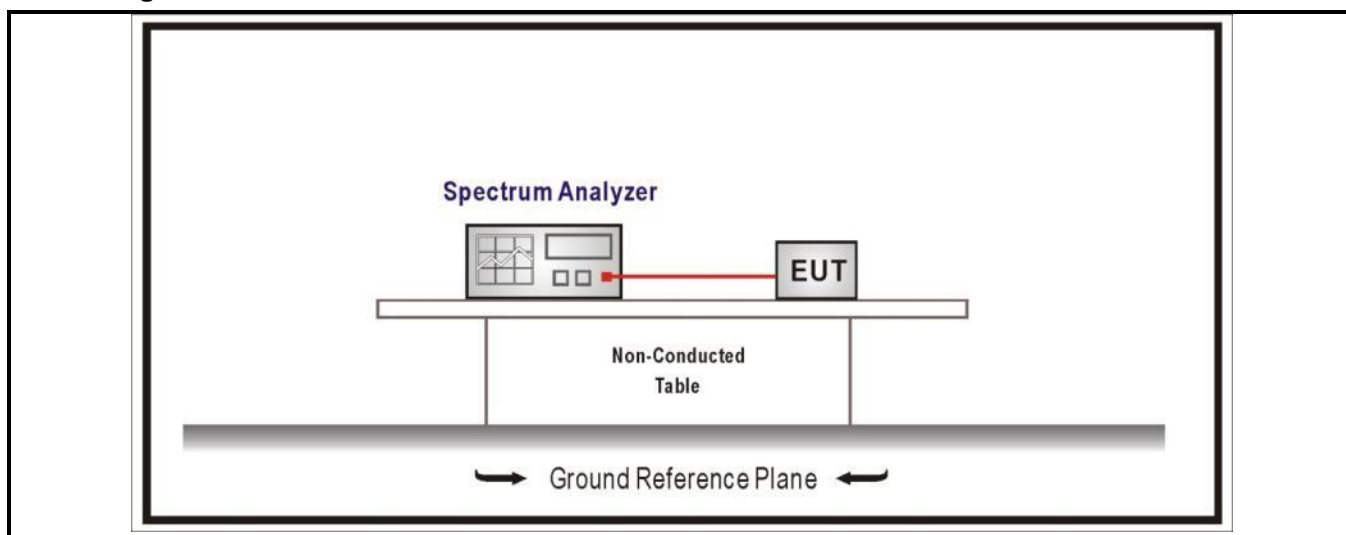 Spectrum Analyzer
EUT
Non-Conducted
Table
Ground Reference Plane